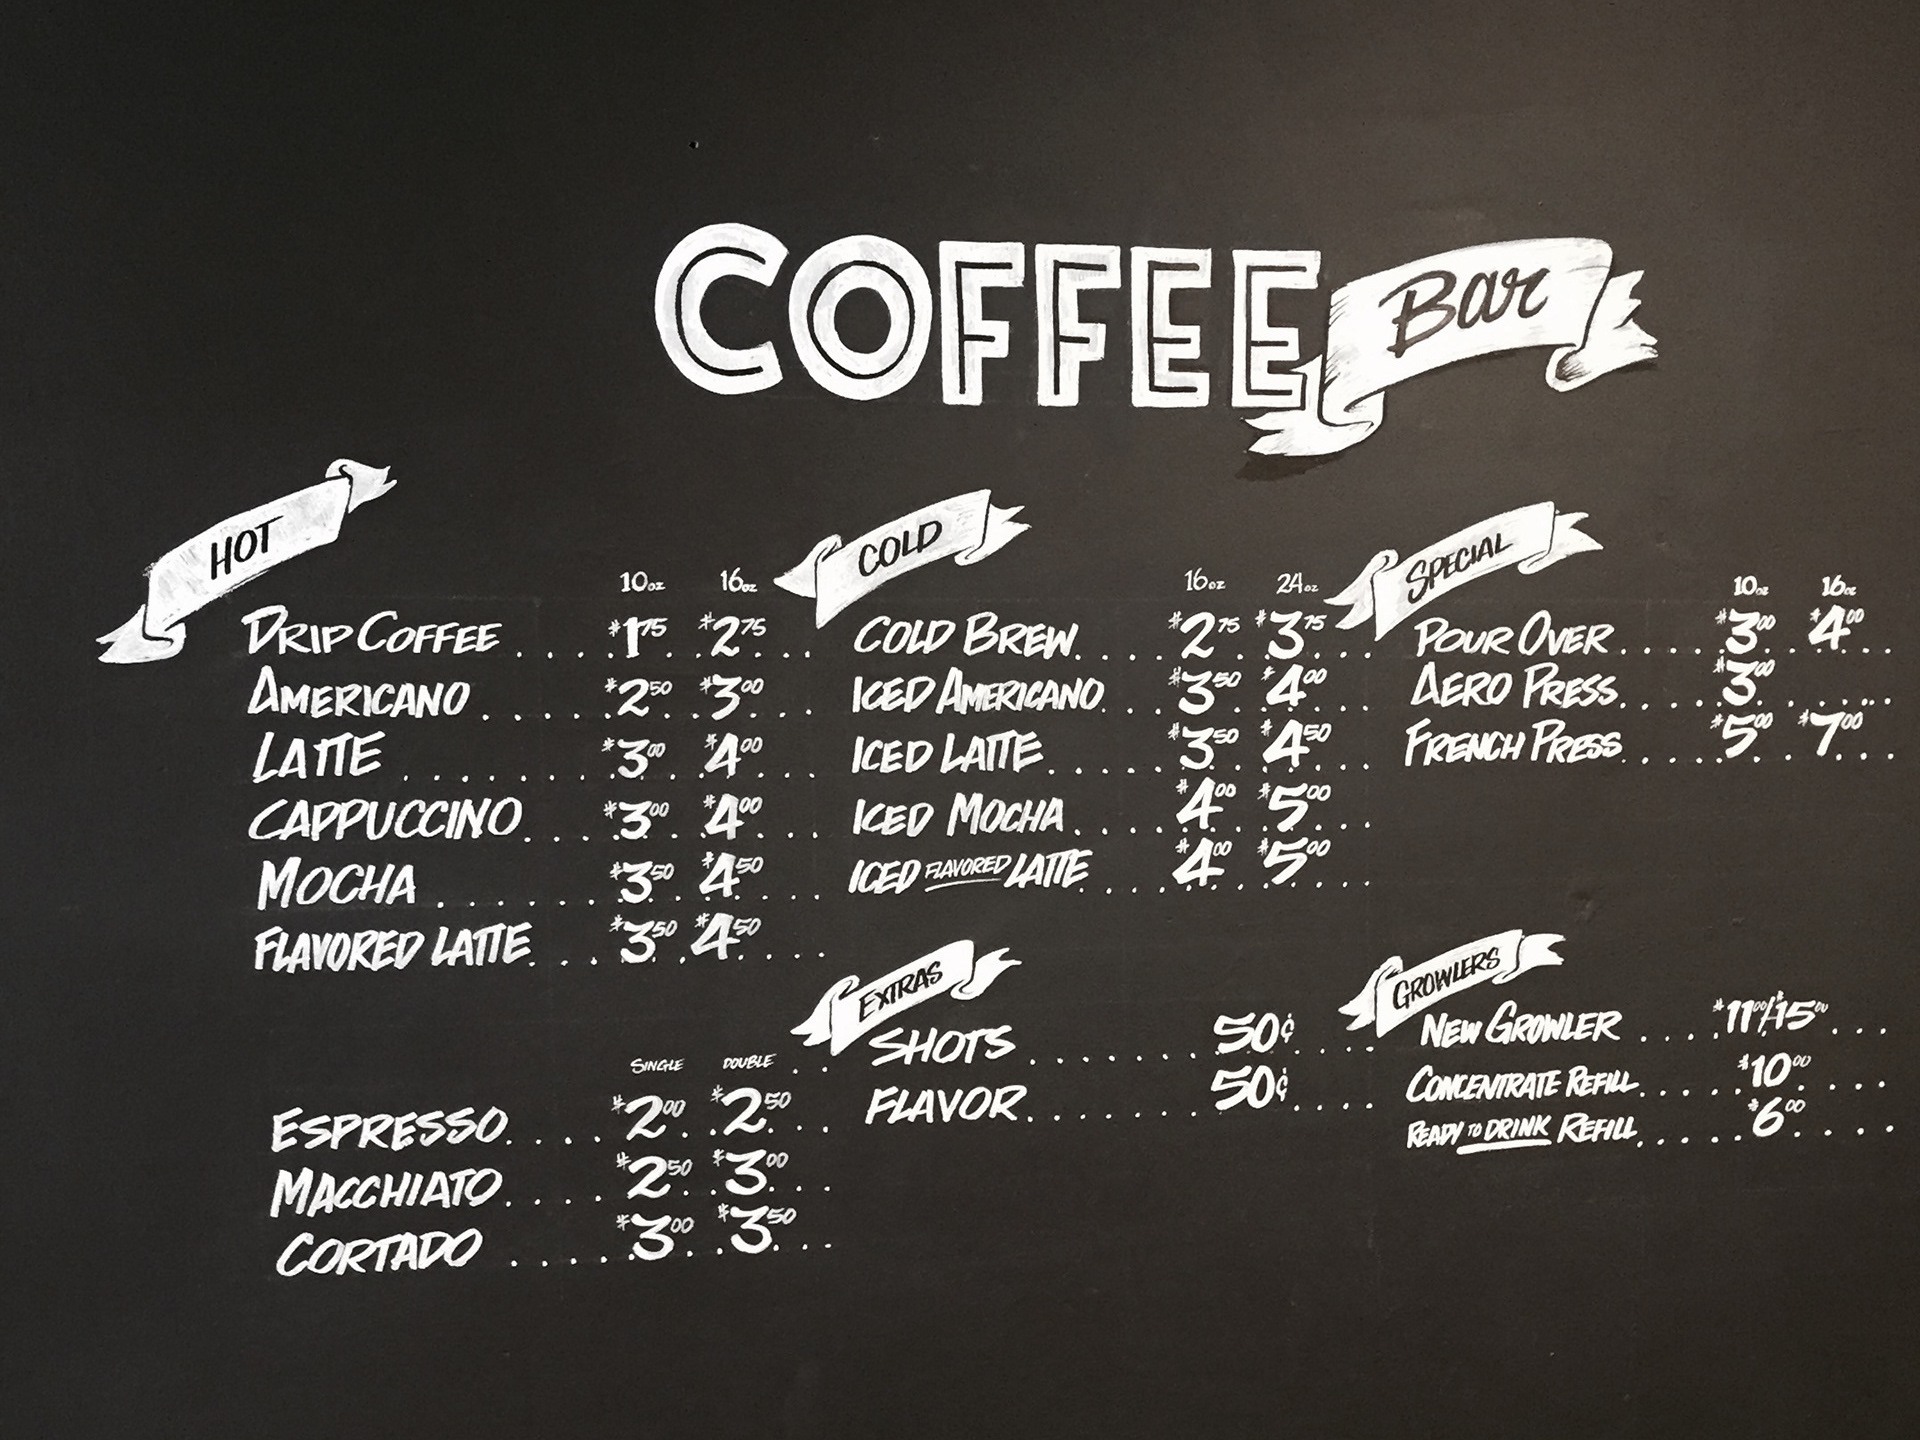 COFFEE Bar
HOT
10oz 16oz
DRIP COFFEE . . . . $1.75 $2.75
AMERICANO . . . . $2.50 $3.00
LATTE . . . . $3.00 $4.00
CAPPUCCINO . . . . $3.00 $4.00
MOCHA . . . . $3.50 $4.50
FLAVORED LATTE . . . . $3.50 $4.50
SINGLE DOUBLE
ESPRESSO . . . . $2.00 $2.50
MACCHIATO . . . . $2.50 $3.00
CORTADO . . . . $3.00 $3.50
COLD
16oz 24oz
COLD BREW . . . . $2.75 $3.75
ICED AMERICANO . . . . $3.50 $4.00
ICED LATTE . . . . $3.50 $4.50
ICED MOCHA . . . . $4.00 $5.00
ICED FLAVORED LATTE . . . . $4.00 $5.00
EXTRAS
SHOTS . . . . 50¢
FLAVOR . . . . 50¢
SPECIAL
10oz 16oz
POUR OVER . . . . $3.00 $4.00
AERO PRESS . . . . $3.00
FRENCH PRESS . . . . $5.00 $7.00
GROWLERS
NEW GROWLER . . . . $11.00/$15.00
CONCENTRATE REFILL . . . . $10.00
READY TO DRINK REFILL . . . . $6.00